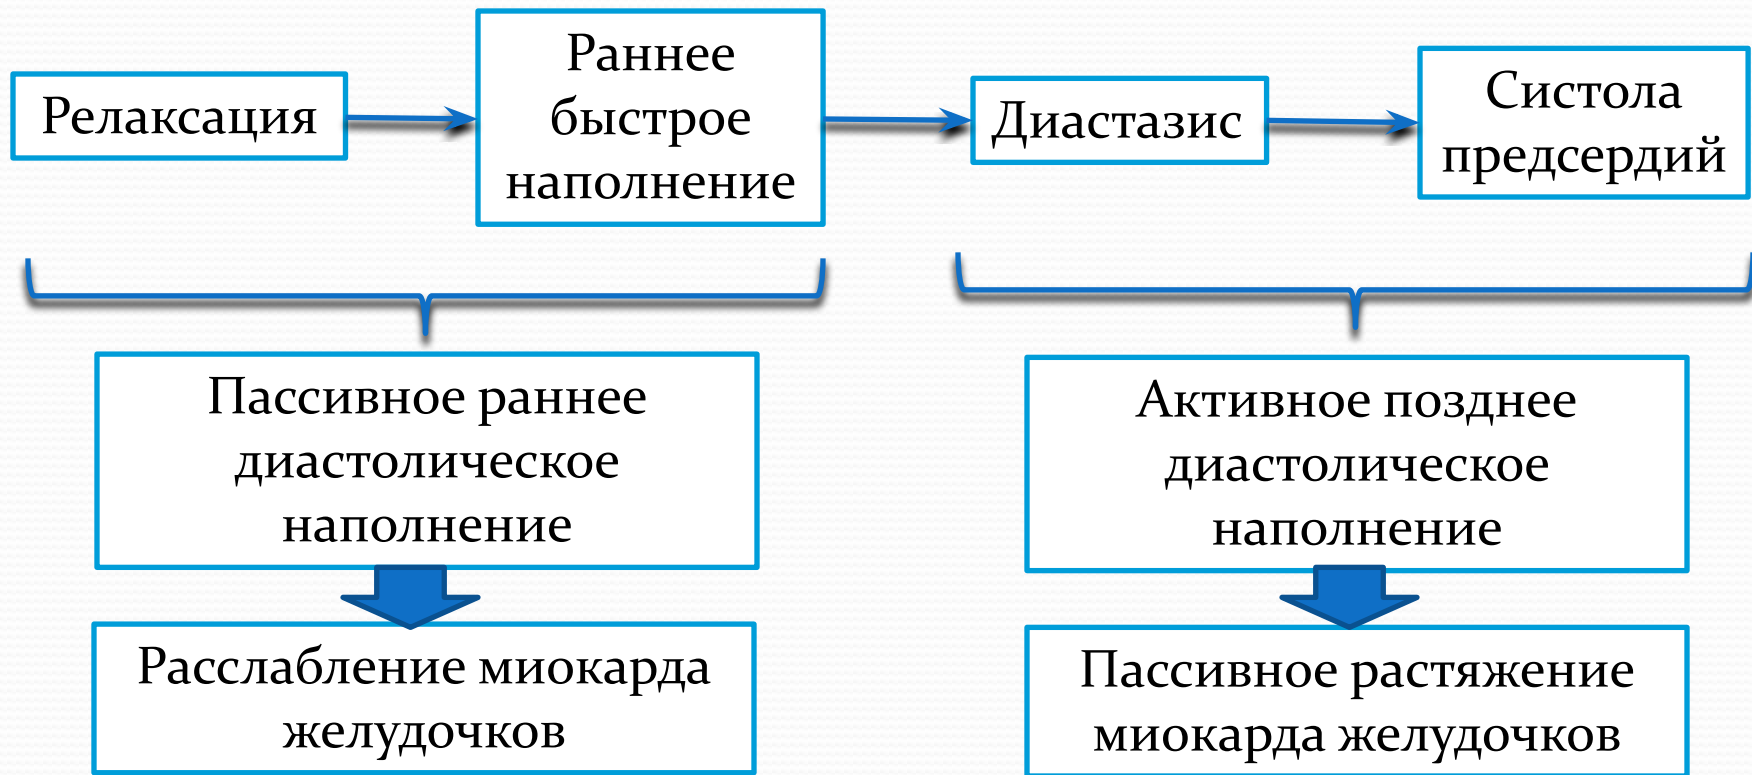 Релаксация
Раннее
быстрое
наполнение
Диастазис
Систола
предсердий
Пассивное раннее
диастолическое
наполнение
Активное позднее
диастолическое
наполнение
Расслабление миокарда
желудочков
Пассивное растяжение
миокарда желудочков